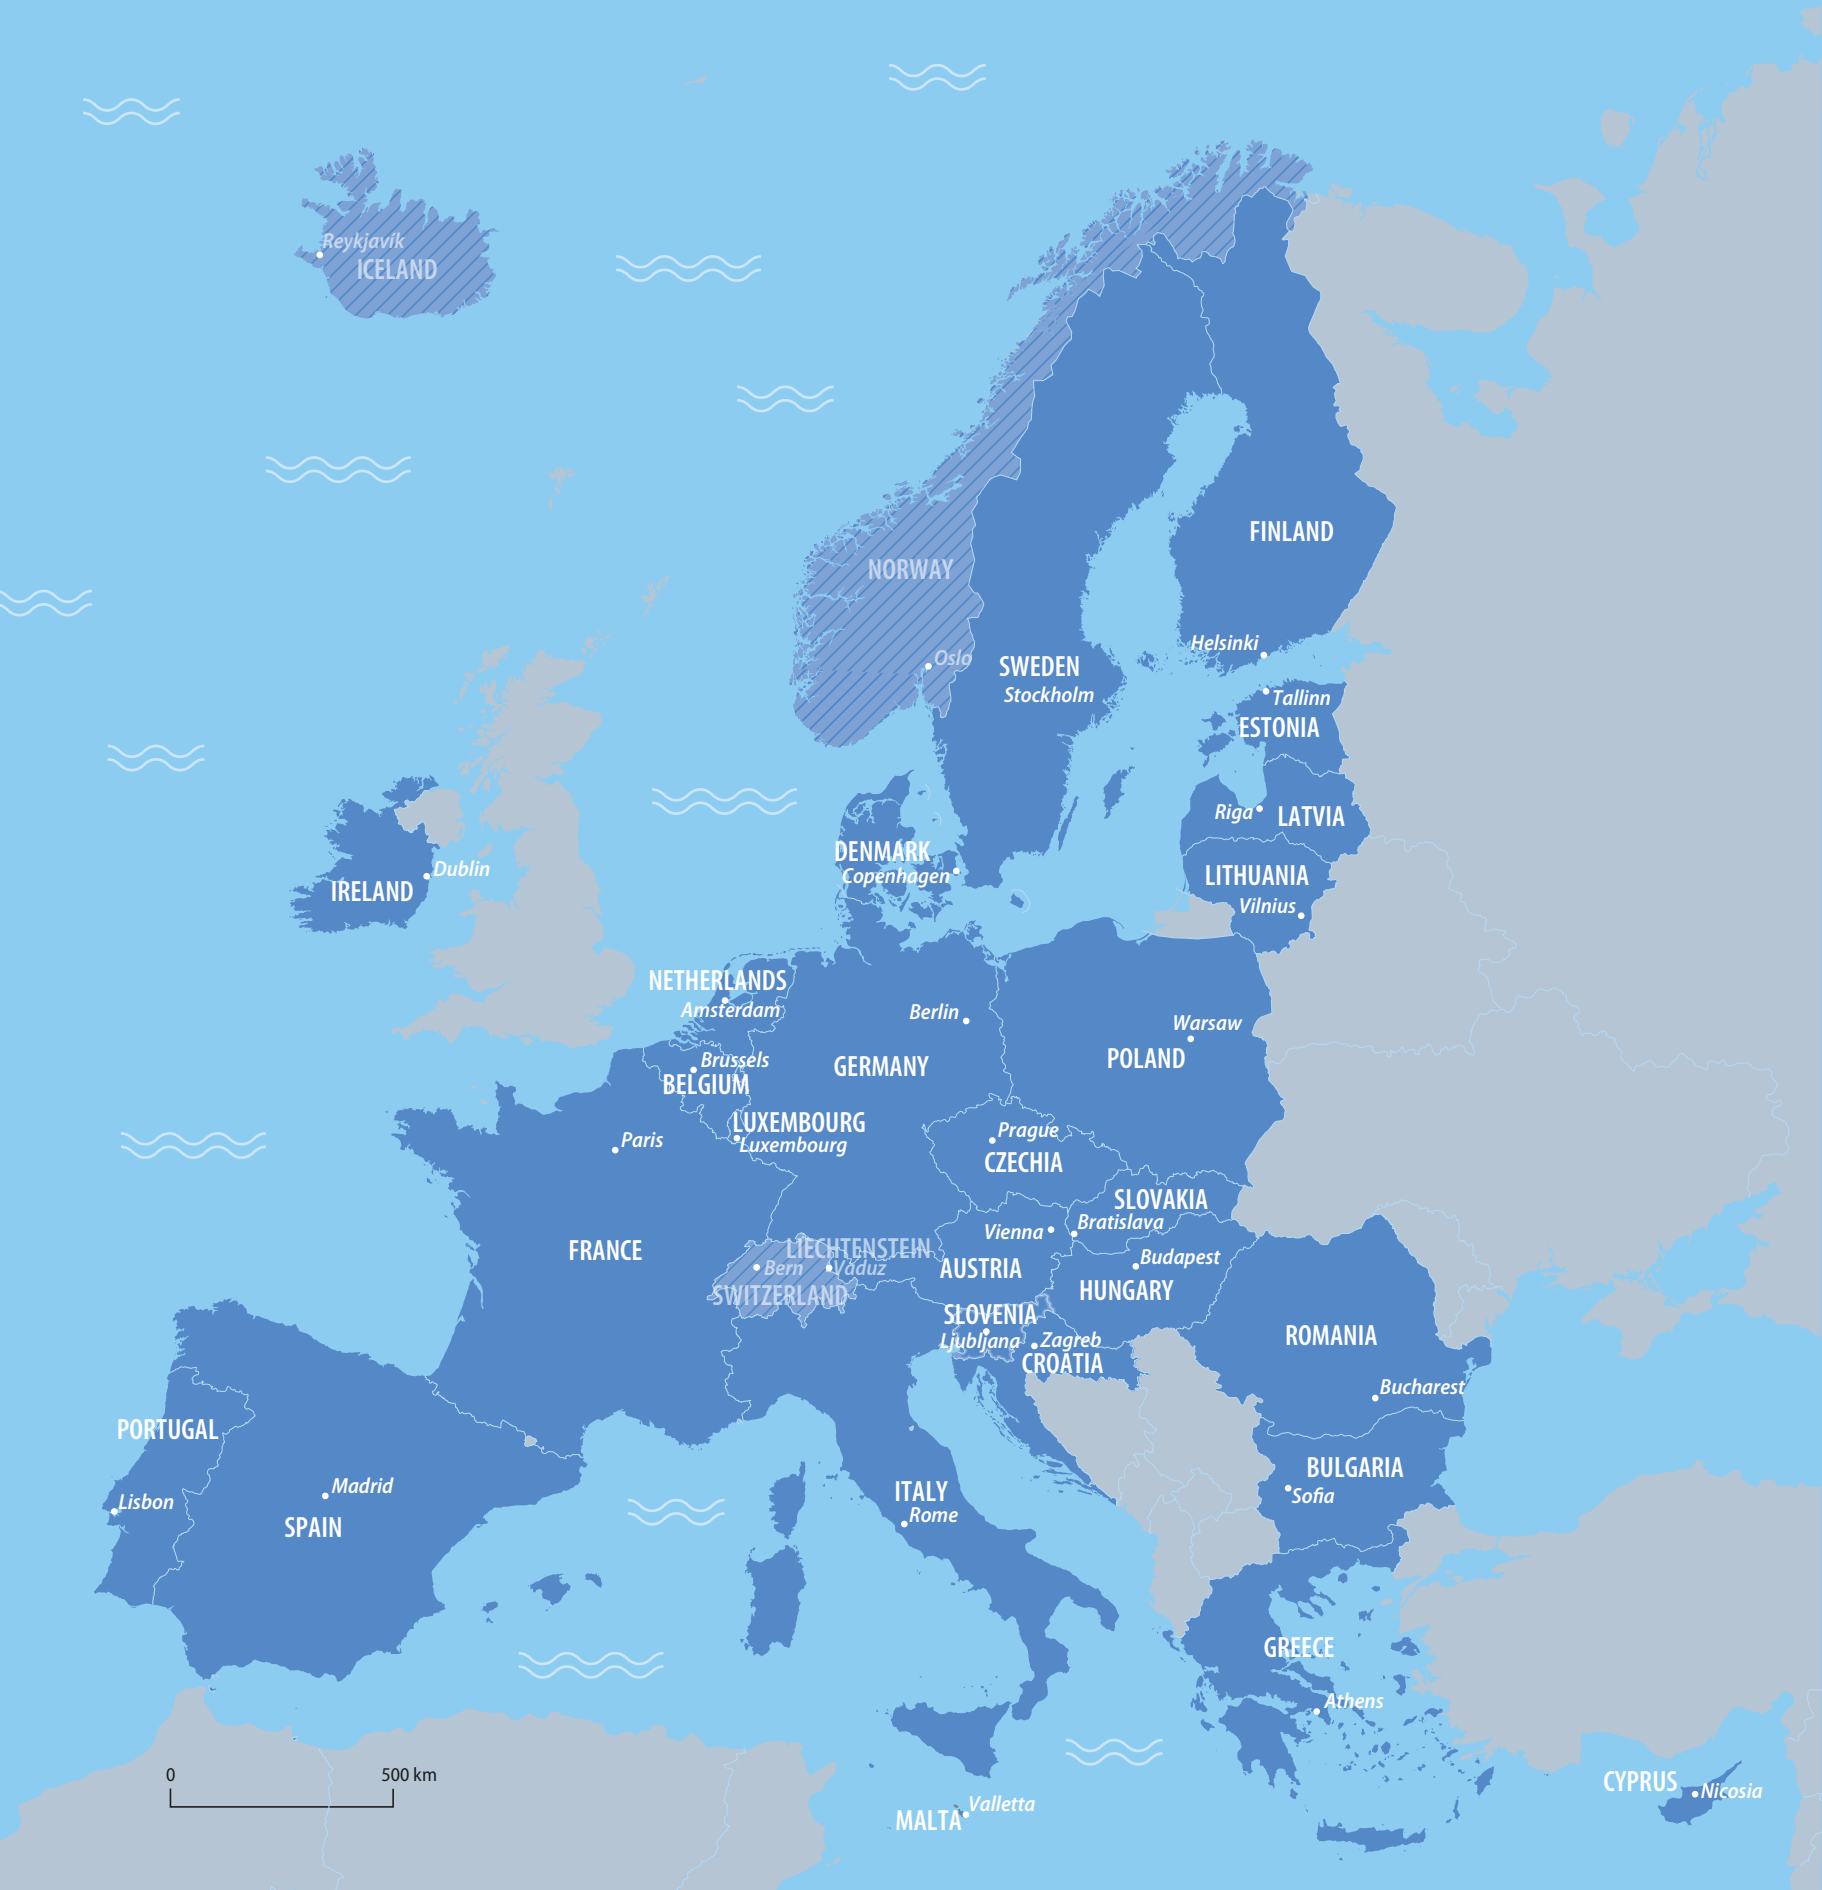 Reykjavík
ICELAND
FINLAND
NORWAY
Helsinki
Oslo
SWEDEN
Stockholm
Tallinn
ESTONIA
Riga
LATVIA
DENMARK
Copenhagen
Dublin
IRELAND
LITHUANIA
Vilnius
NETHERLANDS
Amsterdam
Berlin
Warsaw
POLAND
Brussels
BELGIUM
GERMANY
LUXEMBOURG
Luxembourg
Paris
Prague
CZECHIA
SLOVAKIA
Bratislava
Vienna
FRANCE
LIECHTENSTEIN
Bern
Vaduz
SWITZERLAND
AUSTRIA
Budapest
HUNGARY
SLOVENIA
Ljubljana
Zagreb
CROATIA
ROMANIA
Bucharest
PORTUGAL
Lisbon
Madrid
SPAIN
ITALY
Rome
BULGARIA
Sofia
GREECE
Athens
0 500 km
CYPRUS
Nicosia
Valletta
MALTA